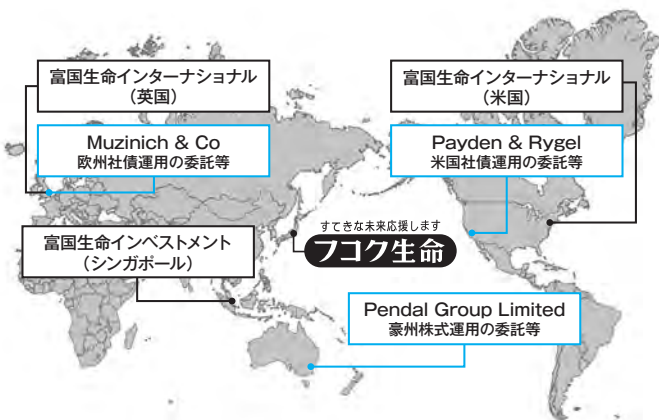 富国生命インターナショナル
（英国）
富国生命インターナショナル
（米国）
Muzinich & Co
欧州社債運用の委託等
Payden & Rygel
米国社債運用の委託等
すてきな未来応援します
フコク生命
富国生命インベストメント
（シンガポール）
Pendal Group Limited
豪州株式運用の委託等